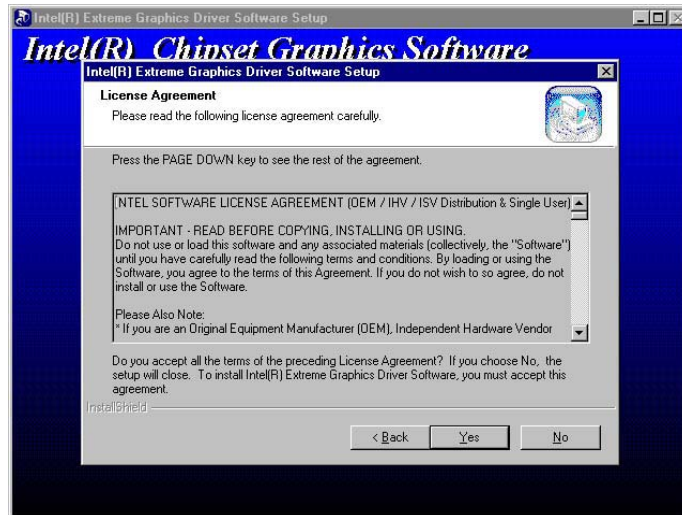 Intel(R) Extreme Graphics Driver Software Setup
Intel(R) Chipset Graphics Software
Intel(R) Extreme Graphics Driver Software Setup
License Agreement
Please read the following license agreement carefully.
Press the PAGE DOWN key to see the rest of the agreement.
INTEL SOFTWARE LICENSE AGREEMENT (OEM / IHV / ISV Distribution & Single User)
IMPORTANT - READ BEFORE COPYING, INSTALLING OR USING.
Do not use or load this software and any associated materials (collectively, the "Software")
until you have carefully read the following terms and conditions. By loading or using the
Software, you agree to the terms of this Agreement. If you do not wish to so agree, do not
install or use the Software.
Please Also Note:
* If you are an Original Equipment Manufacturer (OEM), Independent Hardware Vendor
Do you accept all the terms of the preceding License Agreement? If you choose No, the
setup will close. To install Intel(R) Extreme Graphics Driver Software, you must accept this
agreement.
InstallShield
< Back
Yes
No